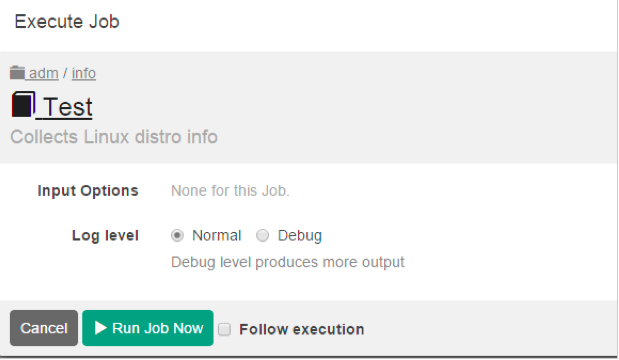 Execute Job
adm / info
Test
Collects Linux distro info
Input Options None for this Job.
Log level Normal Debug
Debug level produces more output
Cancel Run Job Now Follow execution